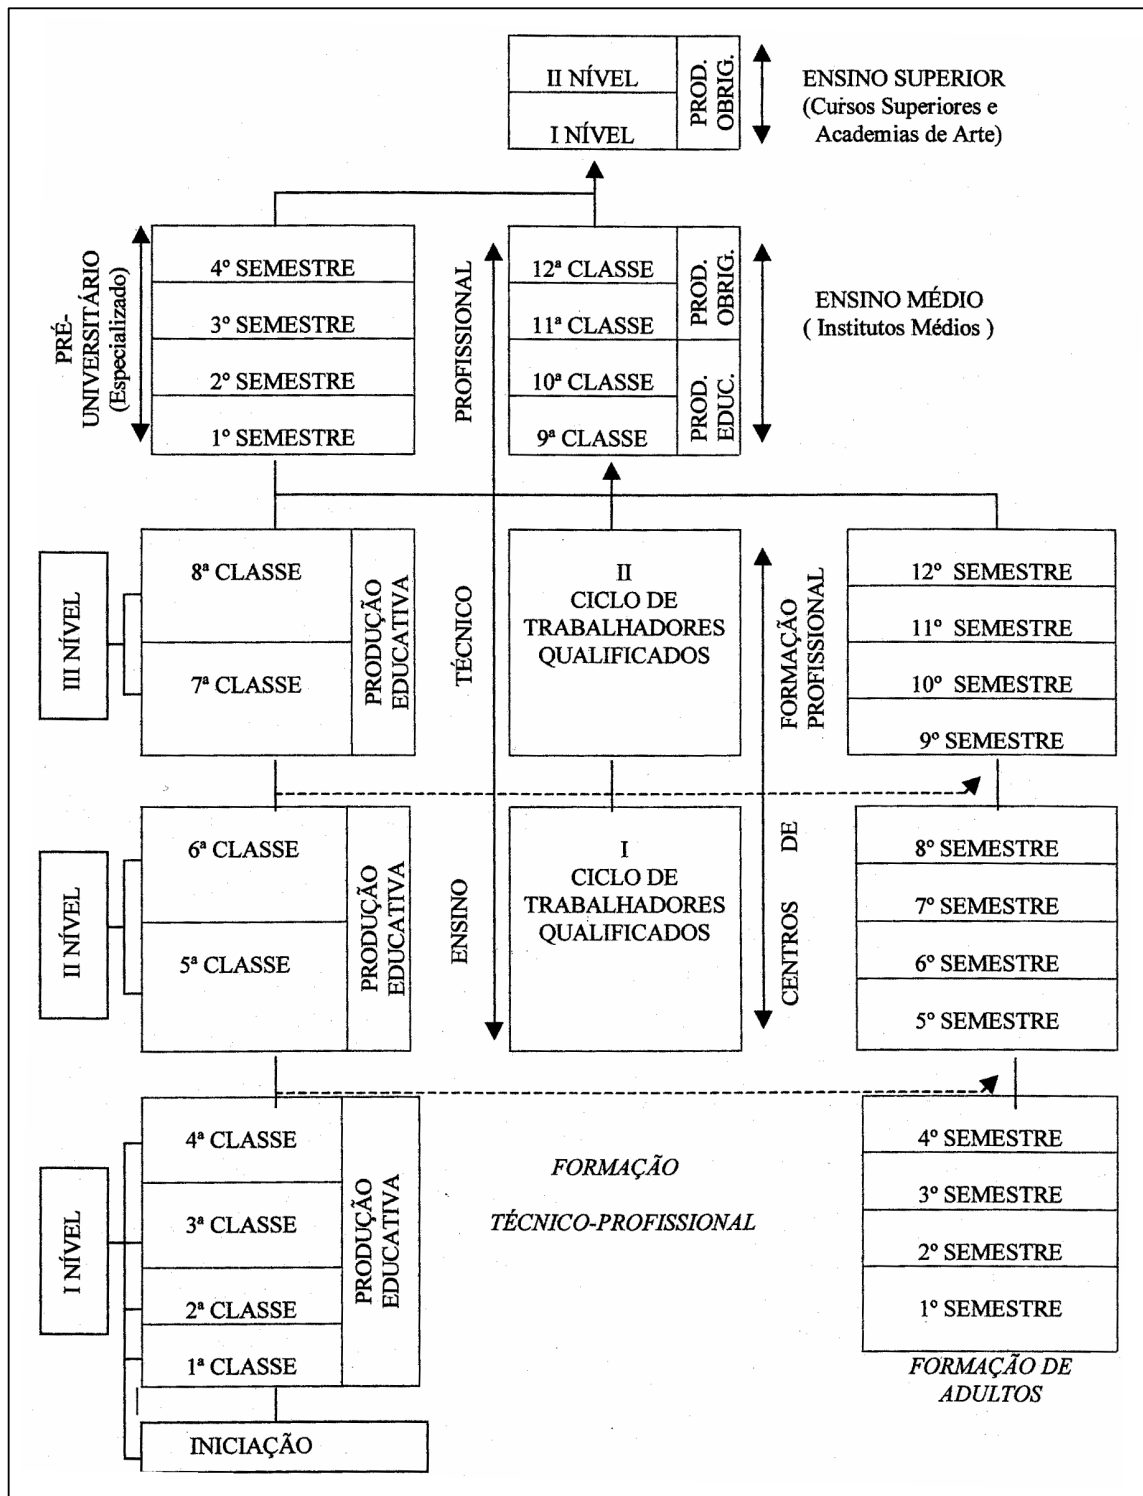 II NÍVEL
I NÍVEL
PROD.
OBRIG.
ENSINO SUPERIOR
(Cursos Superiores e
Academias de Arte)
PRÉ-
UNIVERSITÁRIO
(Especializado)
4º SEMESTRE
3º SEMESTRE
2º SEMESTRE
1º SEMESTRE
PROFISSIONAL
12ª CLASSE
11ª CLASSE
10ª CLASSE
9ª CLASSE
PROD.
OBRIG.
PROD.
EDUC.
ENSINO MÉDIO
( Institutos Médios )
III NÍVEL
8ª CLASSE
7ª CLASSE
PRODUÇÃO
EDUCATIVA
TÉCNICO
II
CICLO DE
TRABALHADORES
QUALIFICADOS
FORMAÇÃO
PROFISSIONAL
12º SEMESTRE
11º SEMESTRE
10º SEMESTRE
9º SEMESTRE
II NÍVEL
6ª CLASSE
5ª CLASSE
PRODUÇÃO
EDUCATIVA
ENSINO
I
CICLO DE
TRABALHADORES
QUALIFICADOS
CENTROS DE
8º SEMESTRE
7º SEMESTRE
6º SEMESTRE
5º SEMESTRE
I NÍVEL
4ª CLASSE
3ª CLASSE
2ª CLASSE
1ª CLASSE
PRODUÇÃO
EDUCATIVA
FORMAÇÃO
TÉCNICO-PROFISSIONAL
4º SEMESTRE
3º SEMESTRE
2º SEMESTRE
1º SEMESTRE
FORMAÇÃO DE
ADULTOS
INICIAÇÃO